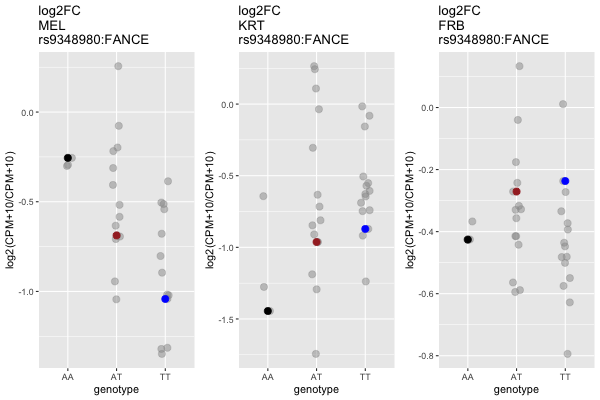 log2FC
MEL
rs9348980:FANCE
log2(CPM+10/CPM+10 )
0.0
-0.5
-1.0
AA
AT
TT
genotype
log2FC
KRT
rs9348980:FANCE
log2(CPM+10/CPM+10 )
0.0
-0.5
-1.0
-1.5
AA
AT
TT
genotype
log2FC
FRB
rs9348980:FANCE
log2(CPM+10/CPM+10 )
0.0
-0.2
-0.4
-0.6
-0.8
AA
AT
TT
genotype